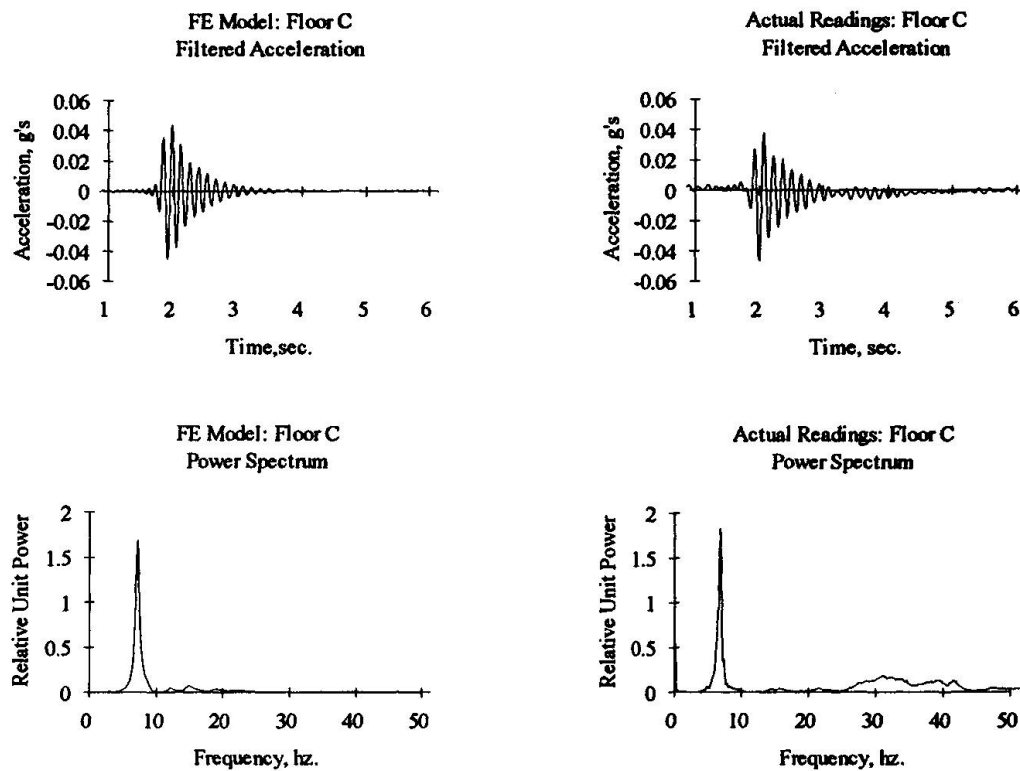 FE Model: Floor C
Filtered Acceleration
0.06
0.04
0.02
0
-0.02
-0.04
-0.06
Acceleration, g's
1 2 3 4 5 6
Time,sec.
Actual Readings: Floor C
Filtered Acceleration
0.06
0.04
0.02
0
-0.02
-0.04
-0.06
Acceleration, g's
1 2 3 4 5 6
Time, sec.
FE Model: Floor C
Power Spectrum
2
1.5
1
0.5
0
Relative Unit Power
0 10 20 30 40 50
Frequency, hz.
Actual Readings: Floor C
Power Spectrum
2
1.5
1
0.5
0
Relative Unit Power
0 10 20 30 40 50
Frequency, hz.